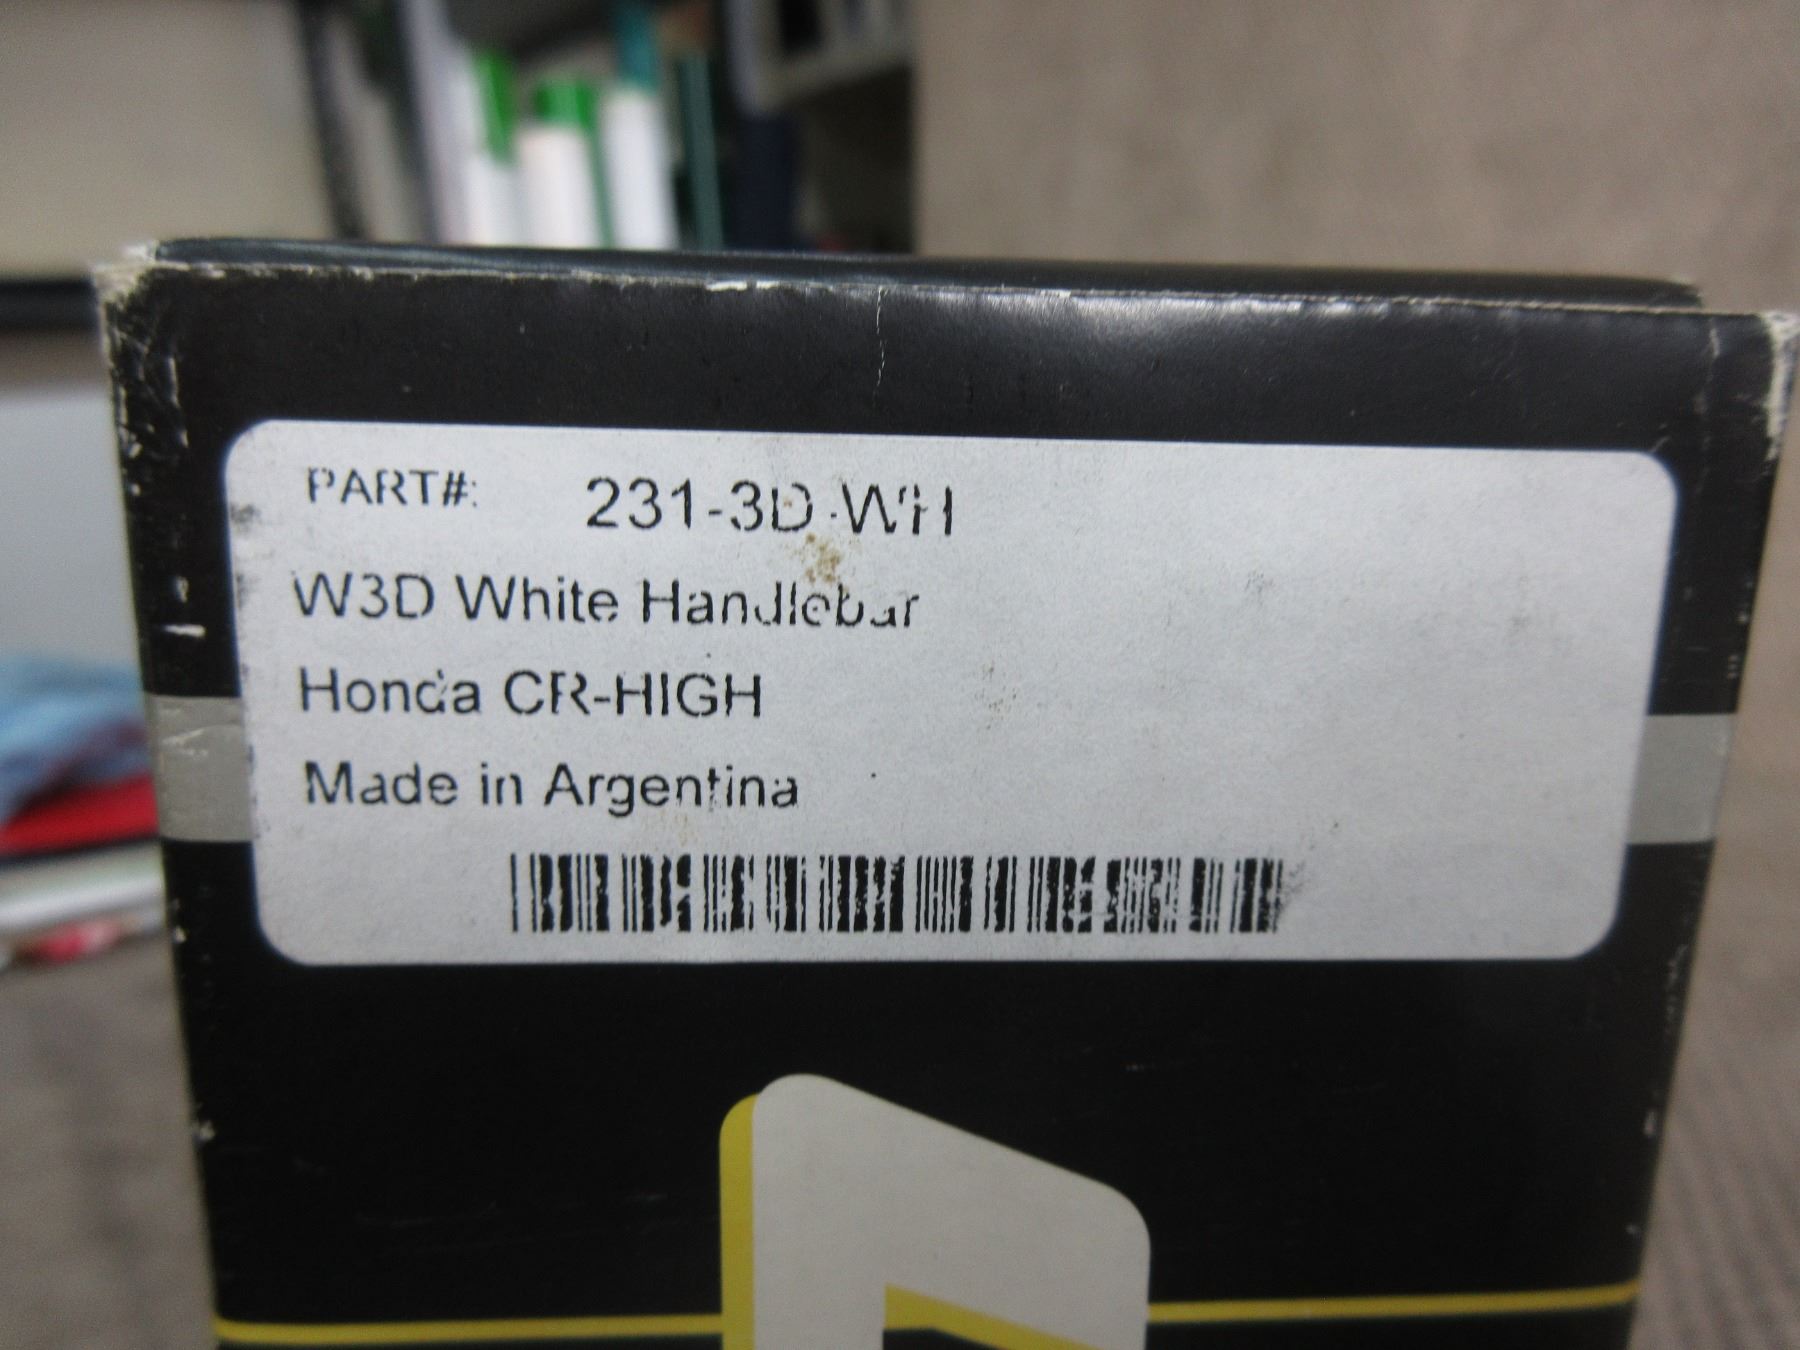 PART#: 231-3D-WH
W3D White Handlebar
Honda CR-HIGH
Made in Argentina